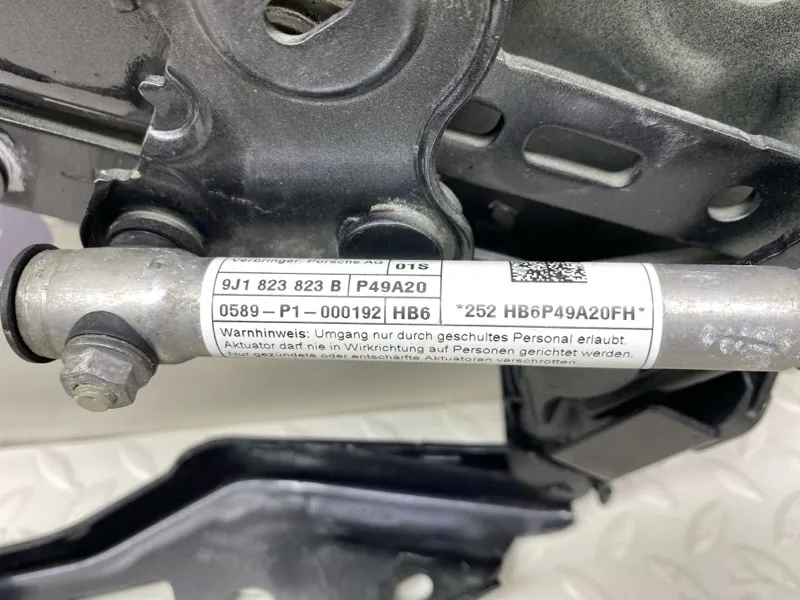 Verbringer: Porsche AG
01S
9J1 823 823 B P49A20
0589-P1-000192 HB6 *252 HB6P49A20FH*
Warnhinweis: Umgang nur durch geschultes Personal erlaubt.
Aktuator darf nie in Wirkrichtung auf Personen gerichtet werden.
Nur gezündete oder entschärfte Aktuatoren verschrotten.